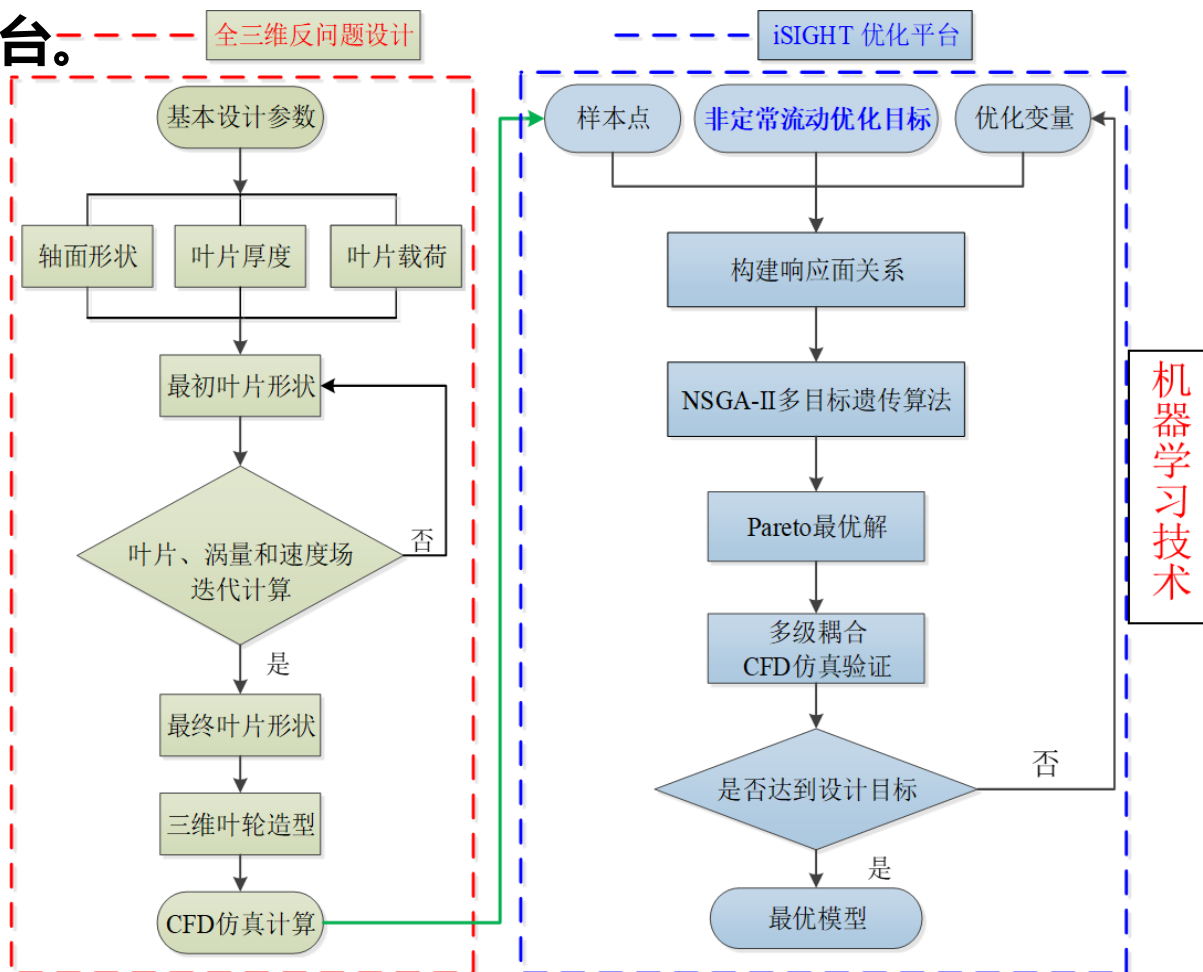 台。
全三维反问题设计
iSIGHT 优化平台
基本设计参数
轴面形状
叶片厚度
叶片载荷
最初叶片形状
叶片、涡量和速度场
迭代计算
否
是
最终叶片形状
三维叶轮造型
CFD仿真计算
样本点
非定常流动优化目标
优化变量
构建响应面关系
NSGA-II多目标遗传算法
Pareto最优解
多级耦合
CFD仿真验证
是否达到设计目标
否
是
最优模型
机器学习技术